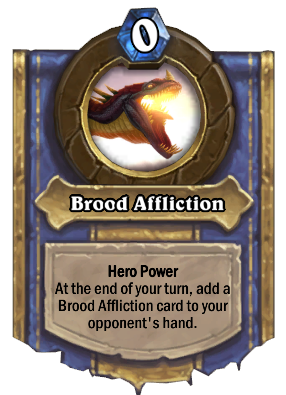 0
Brood Affliction
Hero Power
At the end of your turn, add a
Brood Affliction card to your
opponent's hand.